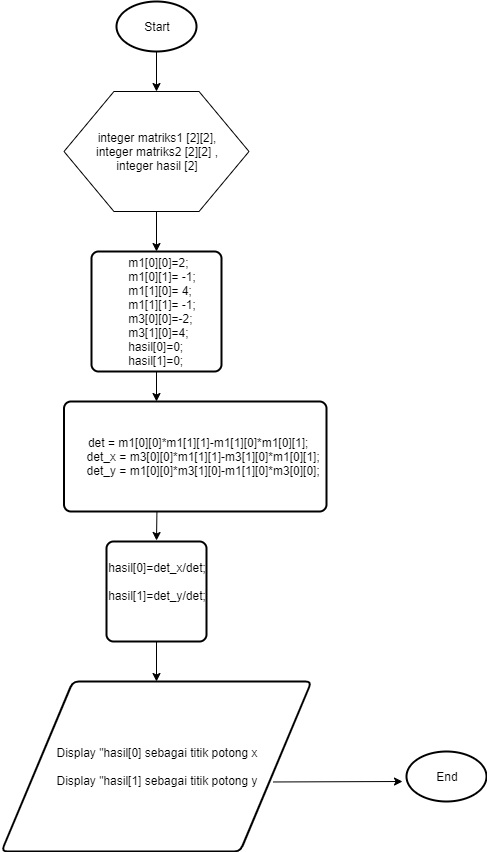 Start
integer matriks1 [2][2],
integer matriks2 [2][2] ,
integer hasil [2]
m1[0][0]=2;
m1[0][1]= -1;
m1[1][0]= 4;
m1[1][1]= -1;
m3[0][0]=-2;
m3[1][0]=4;
hasil[0]=0;
hasil[1]=0;
det = m1[0][0]*m1[1][1]-m1[1][0]*m1[0][1];
det_x = m3[0][0]*m1[1][1]-m3[1][0]*m1[0][1];
det_y = m1[0][0]*m3[1][0]-m1[1][0]*m3[0][0];
hasil[0]=det_x/det;
hasil[1]=det_y/det;
Display "hasil[0] sebagai titik potong x
Display "hasil[1] sebagai titik potong y
End